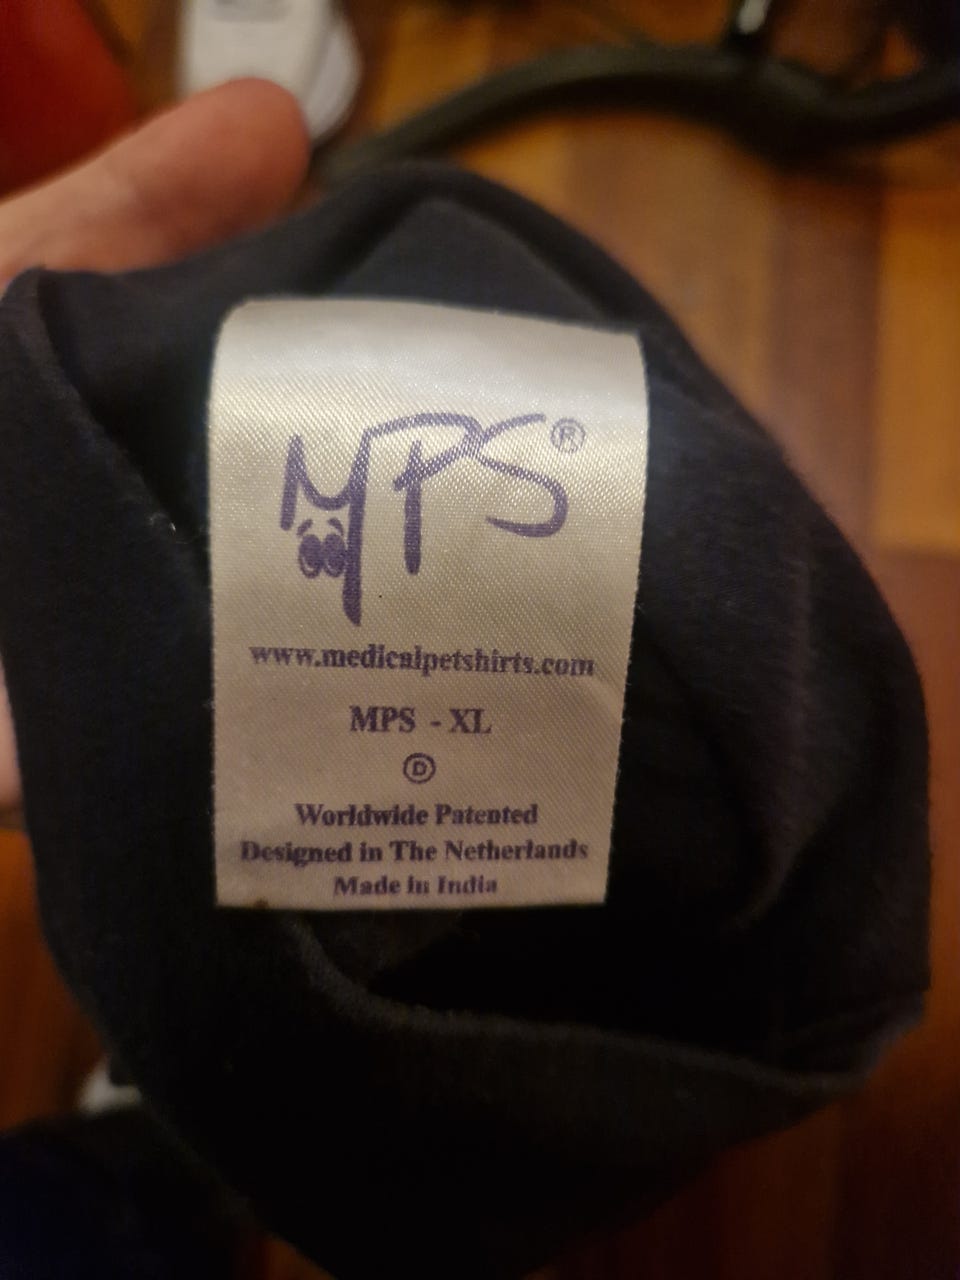 MPS®
www.medicalpetshirts.com
MPS - XL
Ⓓ
Worldwide Patented
Designed in The Netherlands
Made in India